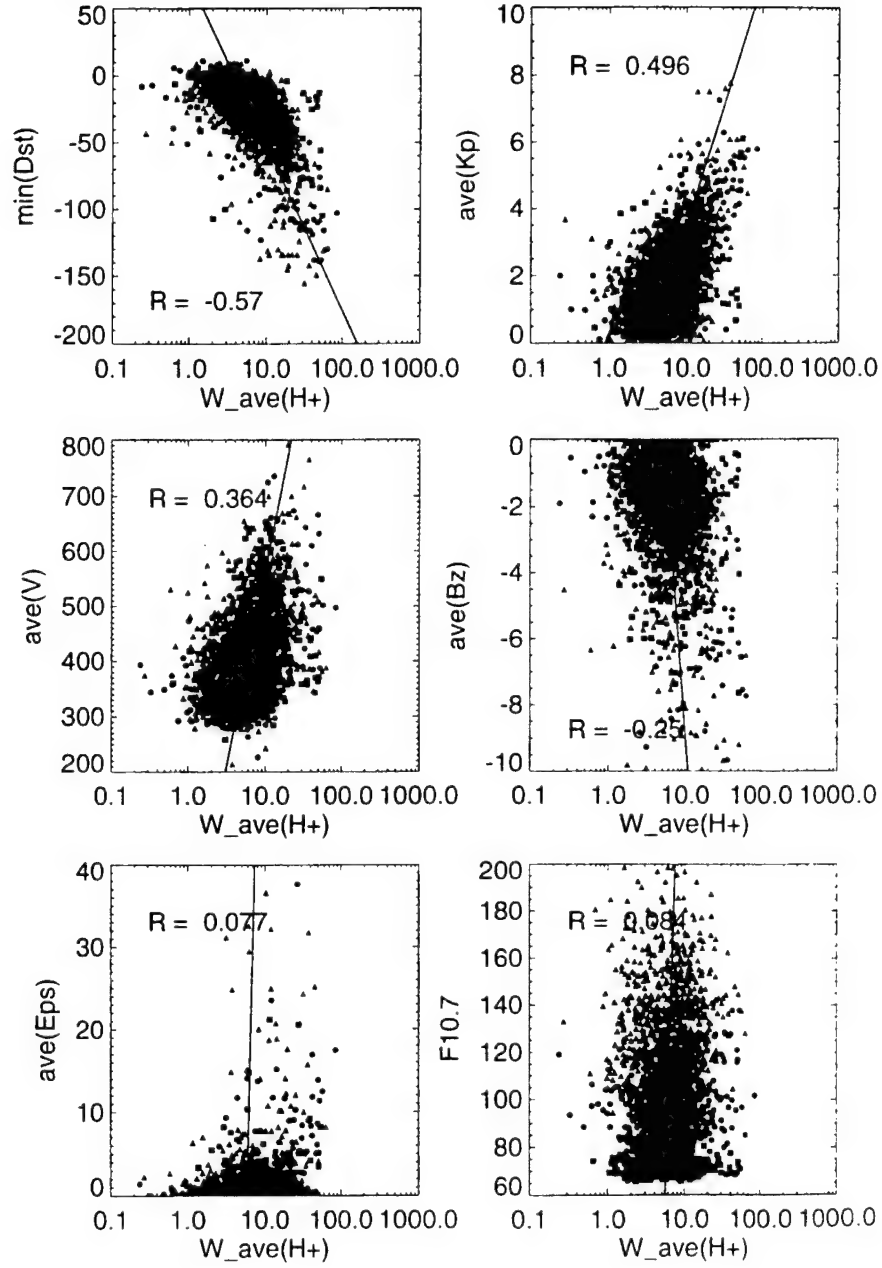 50
0
-50
-100
-150
-200
min(Dst)
R = -0.57
0.1 1.0 10.0 100.0 1000.0
W_ave(H+)
10
8
6
4
2
0
ave(Kp)
R = 0.496
0.1 1.0 10.0 100.0 1000.0
W_ave(H+)
800
700
600
500
400
300
200
ave(V)
R = 0.364
0.1 1.0 10.0 100.0 1000.0
W_ave(H+)
0
-2
-4
-6
-8
-10
ave(Bz)
R = -0.25
0.1 1.0 10.0 100.0 1000.0
W_ave(H+)
40
30
20
10
0
ave(Eps)
R = 0.077
0.1 1.0 10.0 100.0 1000.0
W_ave(H+)
200
180
160
140
120
100
80
60
F10.7
R = 0.084
0.1 1.0 10.0 100.0 1000.0
W_ave(H+)